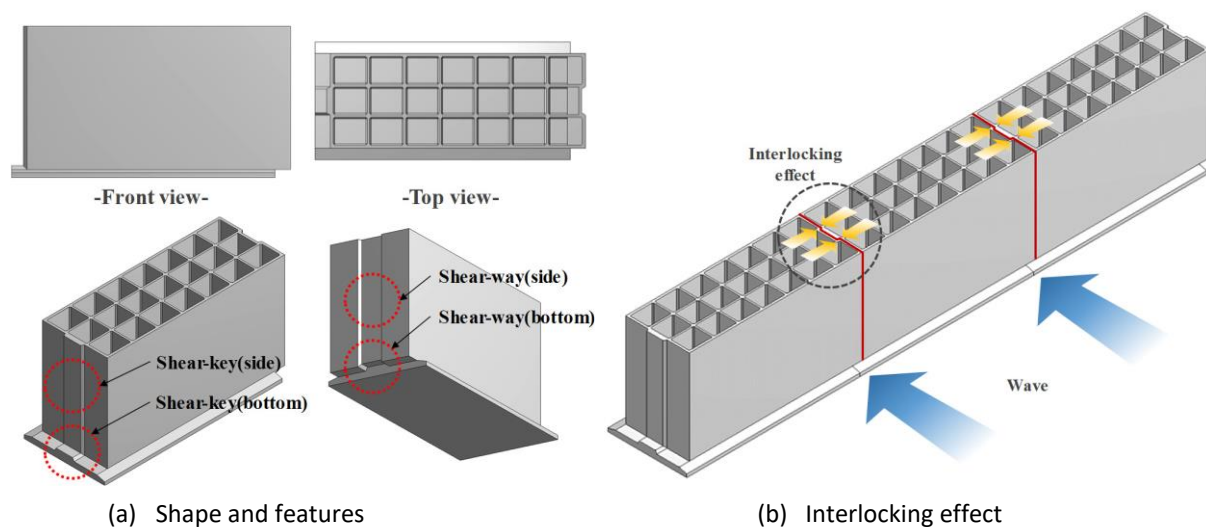 -Front view-
-Top view-
Shear-key(side)
Shear-key(bottom)
Shear-way(side)
Shear-way(bottom)
Interlocking
effect
Wave
(a) Shape and features
(b) Interlocking effect